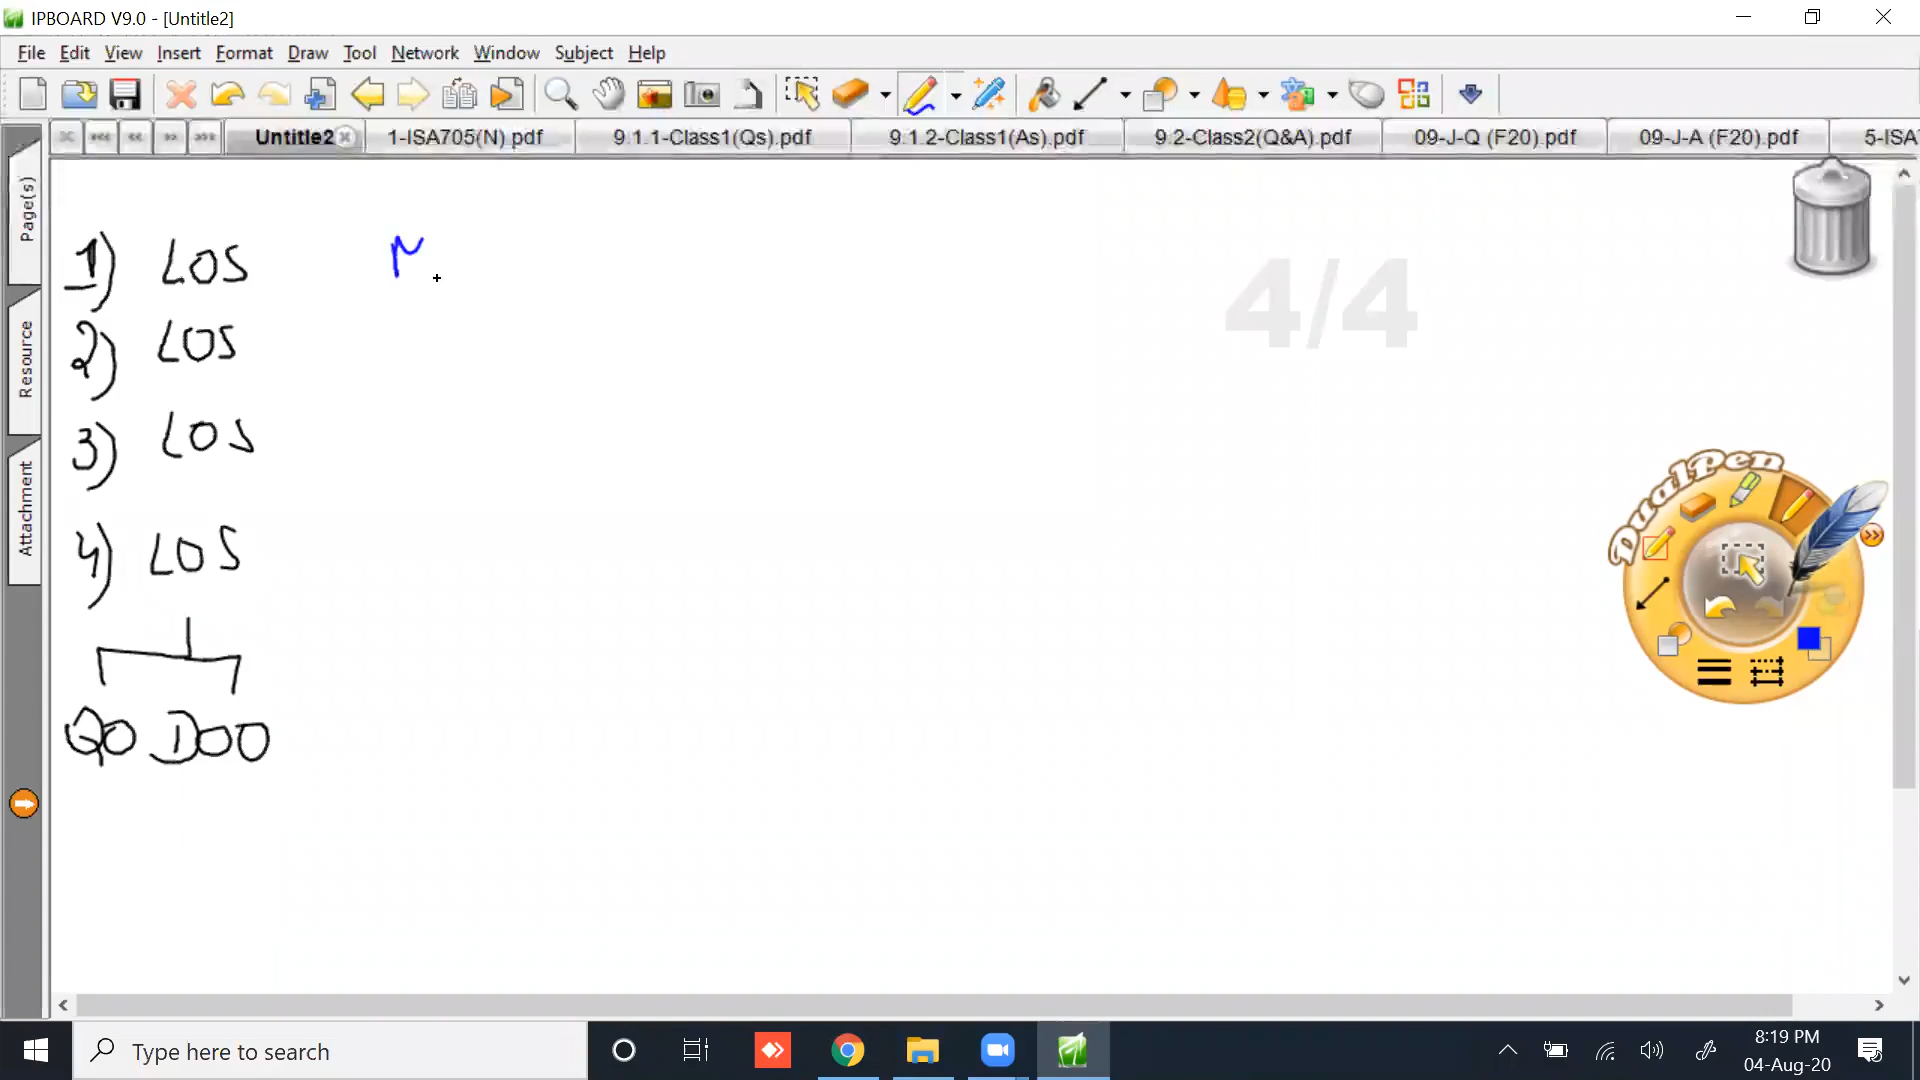 IPBOARD V9.0 - [Untitle2]
File Edit View Insert Format Draw Tool Network Window Subject Help
Untitle2 1-ISA705(N).pdf 9.1.1-Class1(Qs).pdf 9.1.2-Class1(As).pdf 9.2-Class2(Q&A).pdf 09-J-Q (F20).pdf 09-J-A (F20).pdf 5-ISA
Page(s)
Resource
Attachment
4/4
1) LOS
2) LOS
3) LOS
4) LOS
QO DOO
DualPen
Type here to search
8:19 PM
04-Aug-20